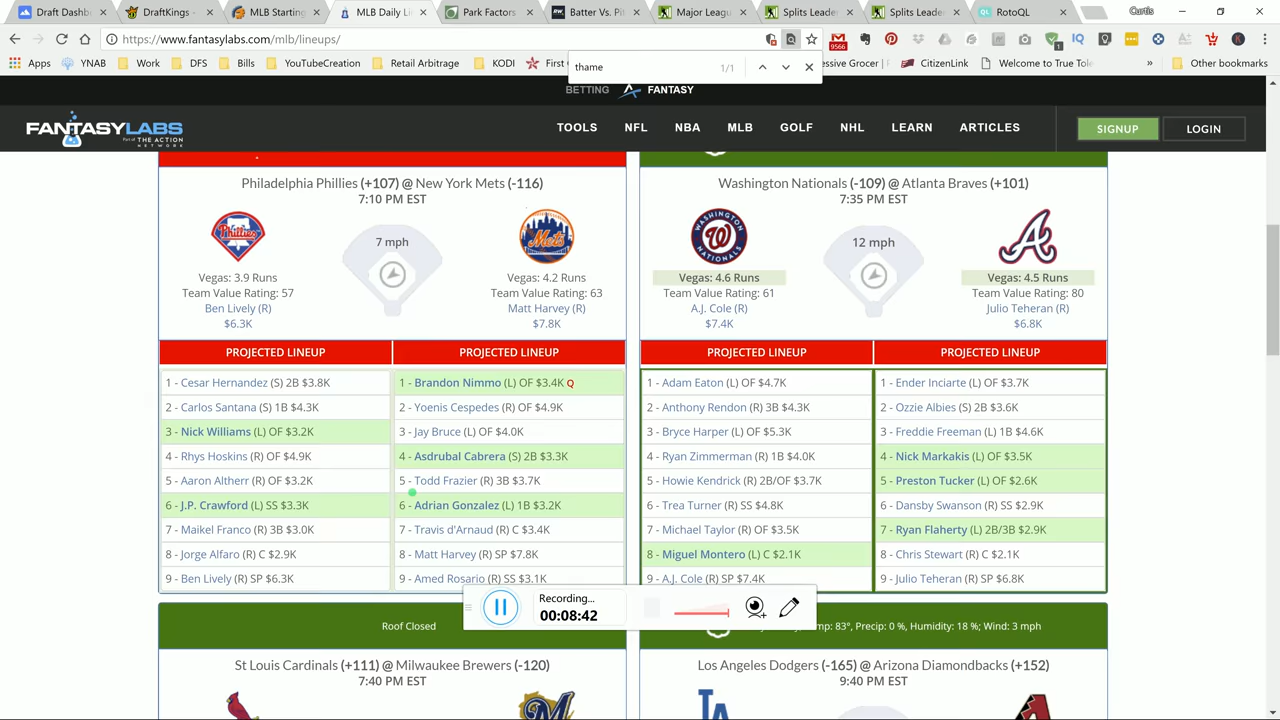 Draft Dashb
DraftKings
MLB Starting
MLB Daily Li
Park Factors
Batter Vs. Pi
Major Leagu
Splits Leade
Splits Leade
RotoQL
Curtis
https://www.fantasylabs.com/mlb/lineups/
9566
Apps YNAB Work DFS Bills YouTubeCreation Retail Arbitrage KODI First
essive Grocer CitizenLink Welcome to True Tole » Other bookmarks
thame 1/1
BETTING FANTASY
FANTASYLABS
Part of THE ACTION NETWORK
TOOLS NFL NBA MLB GOLF NHL LEARN ARTICLES
SIGNUP LOGIN
Philadelphia Phillies (+107) @ New York Mets (-116)
7:10 PM EST
Phillies
Mets
7 mph
Vegas: 3.9 Runs
Team Value Rating: 57
Ben Lively (R)
$6.3K
Vegas: 4.2 Runs
Team Value Rating: 63
Matt Harvey (R)
$7.8K
PROJECTED LINEUP
1 - Cesar Hernandez (S) 2B $3.8K
2 - Carlos Santana (S) 1B $4.3K
3 - Nick Williams (L) OF $3.2K
4 - Rhys Hoskins (R) OF $4.9K
5 - Aaron Altherr (R) OF $3.2K
6 - J.P. Crawford (L) SS $3.3K
7 - Maikel Franco (R) 3B $3.0K
8 - Jorge Alfaro (R) C $2.9K
9 - Ben Lively (R) SP $6.3K
PROJECTED LINEUP
1 - Brandon Nimmo (L) OF $3.4K Q
2 - Yoenis Cespedes (R) OF $4.9K
3 - Jay Bruce (L) OF $4.0K
4 - Asdrubal Cabrera (S) 2B $3.3K
5 - Todd Frazier (R) 3B $3.7K
6 - Adrian Gonzalez (L) 1B $3.2K
7 - Travis d'Arnaud (R) C $3.4K
8 - Matt Harvey (R) SP $7.8K
9 - Amed Rosario (R) SS $3.1K
Washington Nationals (-109) @ Atlanta Braves (+101)
7:35 PM EST
WASHINGTON NATIONALS
W
A
12 mph
Vegas: 4.6 Runs
Team Value Rating: 61
A.J. Cole (R)
$7.4K
Vegas: 4.5 Runs
Team Value Rating: 80
Julio Teheran (R)
$6.8K
PROJECTED LINEUP
1 - Adam Eaton (L) OF $4.7K
2 - Anthony Rendon (R) 3B $4.3K
3 - Bryce Harper (L) OF $5.3K
4 - Ryan Zimmerman (R) 1B $4.0K
5 - Howie Kendrick (R) 2B/OF $3.7K
6 - Trea Turner (R) SS $4.8K
7 - Michael Taylor (R) OF $3.5K
8 - Miguel Montero (L) C $2.1K
9 - A.J. Cole (R) SP $7.4K
PROJECTED LINEUP
1 - Ender Inciarte (L) OF $3.7K
2 - Ozzie Albies (S) 2B $3.6K
3 - Freddie Freeman (L) 1B $4.6K
4 - Nick Markakis (L) OF $3.5K
5 - Preston Tucker (L) OF $2.6K
6 - Dansby Swanson (R) SS $2.9K
7 - Ryan Flaherty (L) 2B/3B $2.9K
8 - Chris Stewart (R) C $2.1K
9 - Julio Teheran (R) SP $6.8K
Recording...
00:08:42
Roof Closed
mp: 83°, Precip: 0 %, Humidity: 18 %; Wind: 3 mph
St Louis Cardinals (+111) @ Milwaukee Brewers (-120)
7:40 PM EST
Los Angeles Dodgers (-165) @ Arizona Diamondbacks (+152)
9:40 PM EST